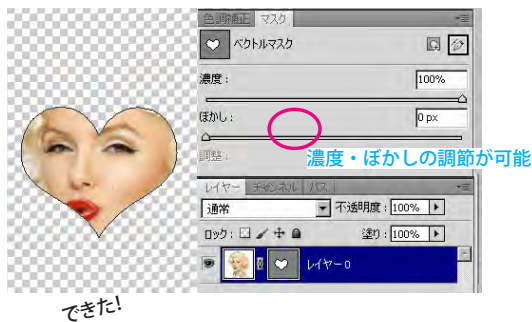 色調補正 マスク
ベクトルマスク
濃度： 100%
ぼかし： 0 px
調整：
濃度・ぼかしの調節が可能
レイヤー チャンネル パス
通常 不透明度： 100%
ロック： 塗り： 100%
レイヤー 0
できた!